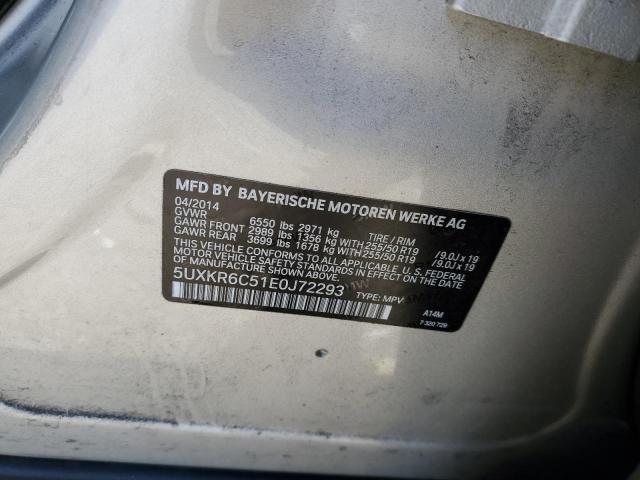 MFD BY BAYERISCHE MOTOREN WERKE AG
04/2014
GVWR 6550 lbs 2971 kg TIRE / RIM
GAWR FRONT 2989 lbs 1356 kg WITH 255/50 R19 /9.0J x 19
GAWR REAR 3699 lbs 1678 kg WITH 255/50 R19 /9.0J x 19
THIS VEHICLE CONFORMS TO ALL APPLICABLE U.S. FEDERAL
MOTOR VEHICLE SAFETY STANDARDS IN EFFECT ON THE DATE
OF MANUFACTURE SHOWN ABOVE.
5UXKR6C51E0J72293 TYPE: MPV
A14M
7 320 729